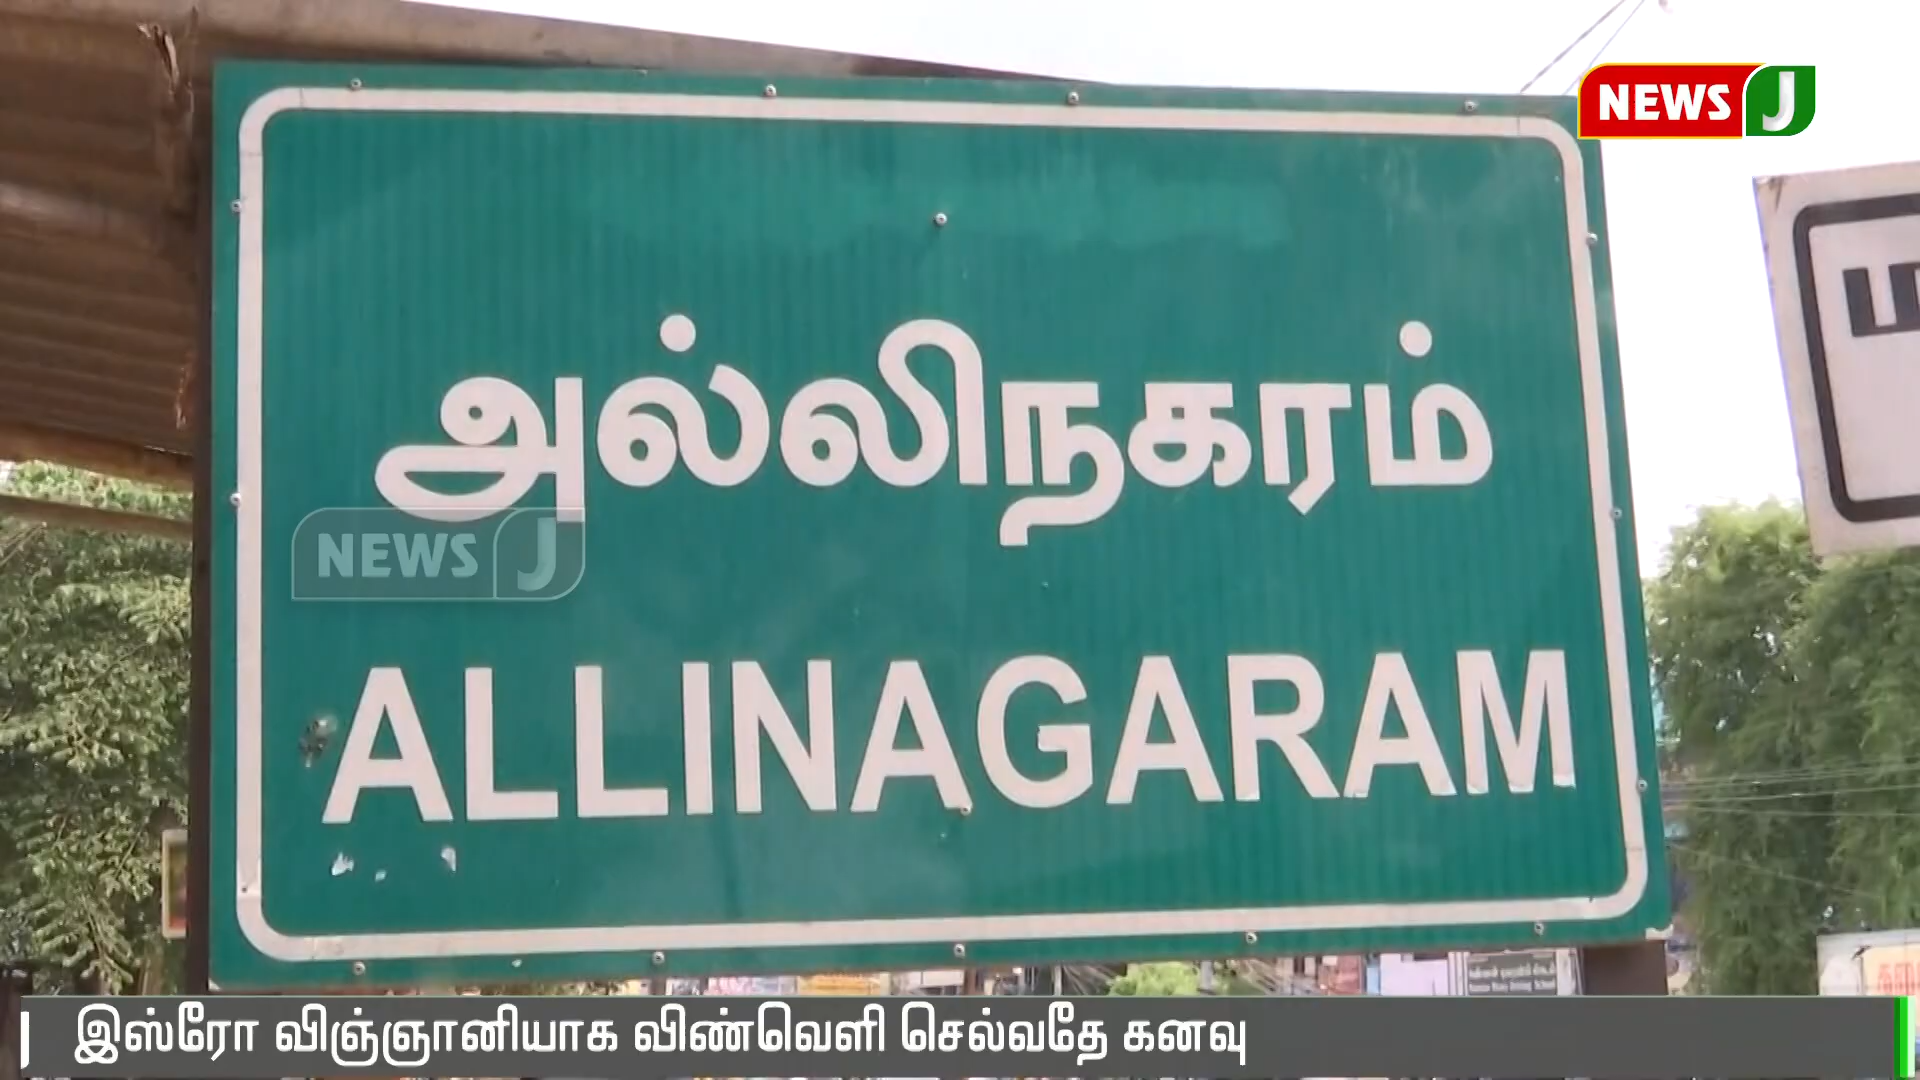 NEWS J
அல்லிநகரம்
NEWS J
ALLINAGARAM
இஸ்ரோ விஞ்ஞானியாக விண்வெளி செல்வதே கனவு